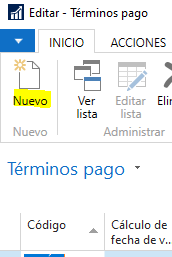 Editar - Términos pago
INICIO ACCIONES
Nuevo
Ver lista
Editar lista
Nuevo
Administrar
Términos pago
Código
Cálculo de
fecha de v...